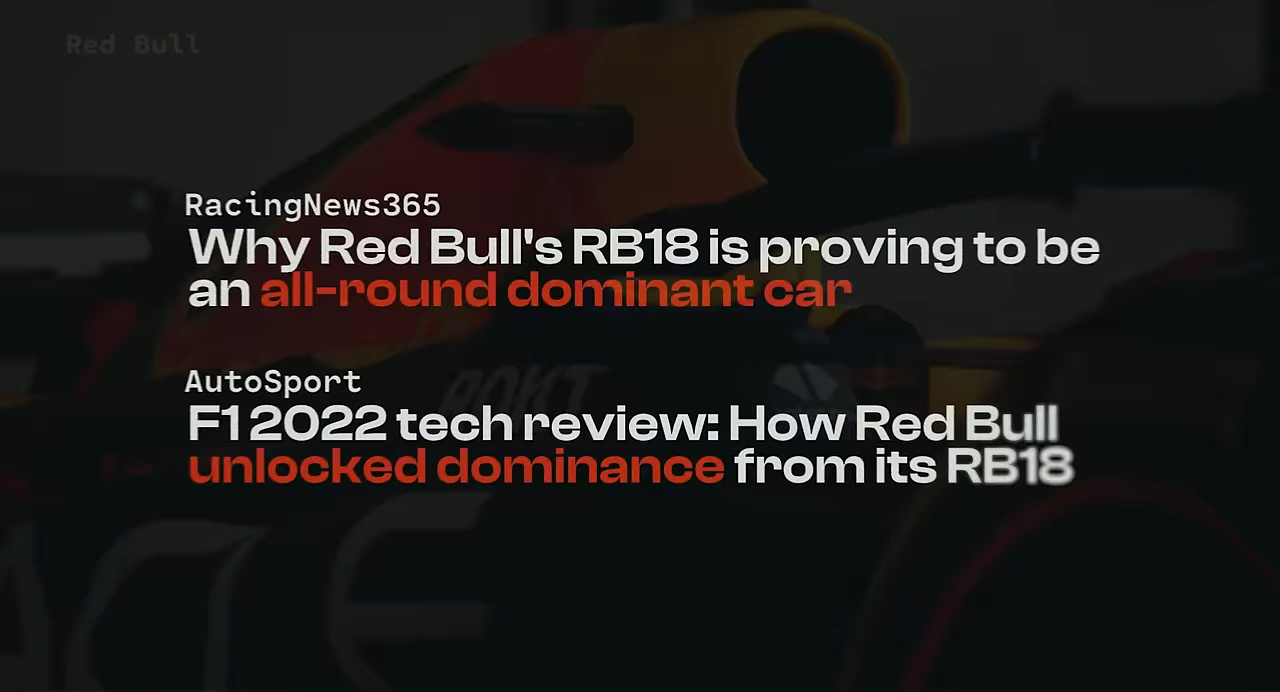 Red Bull
RacingNews365
Why Red Bull's RB18 is proving to be
an all-round dominant car
AutoSport
ROKT
F1 2022 tech review: How Red Bull
unlocked dominance from its RB18